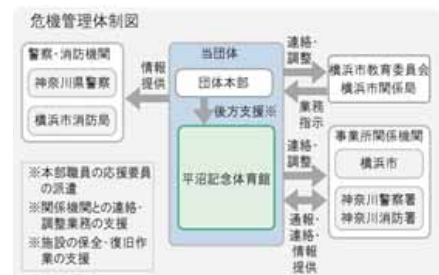 危機管理体制図
警察・消防機関
神奈川県警察
横浜市消防局
情報
提供
当団体
団体本部
後方支援※
平沼記念体育館
連絡・
調整
業務
指示
横浜市教育委員会
横浜市関係局
事業所関係機関
横浜市
神奈川警察署
神奈川消防署
連絡・
調整
通報・
連絡・
情報
提供
※本部職員の応援要員
の派遣
※関係機関との連絡・
調整業務の支援
※施設の保全・復旧作
業の支援